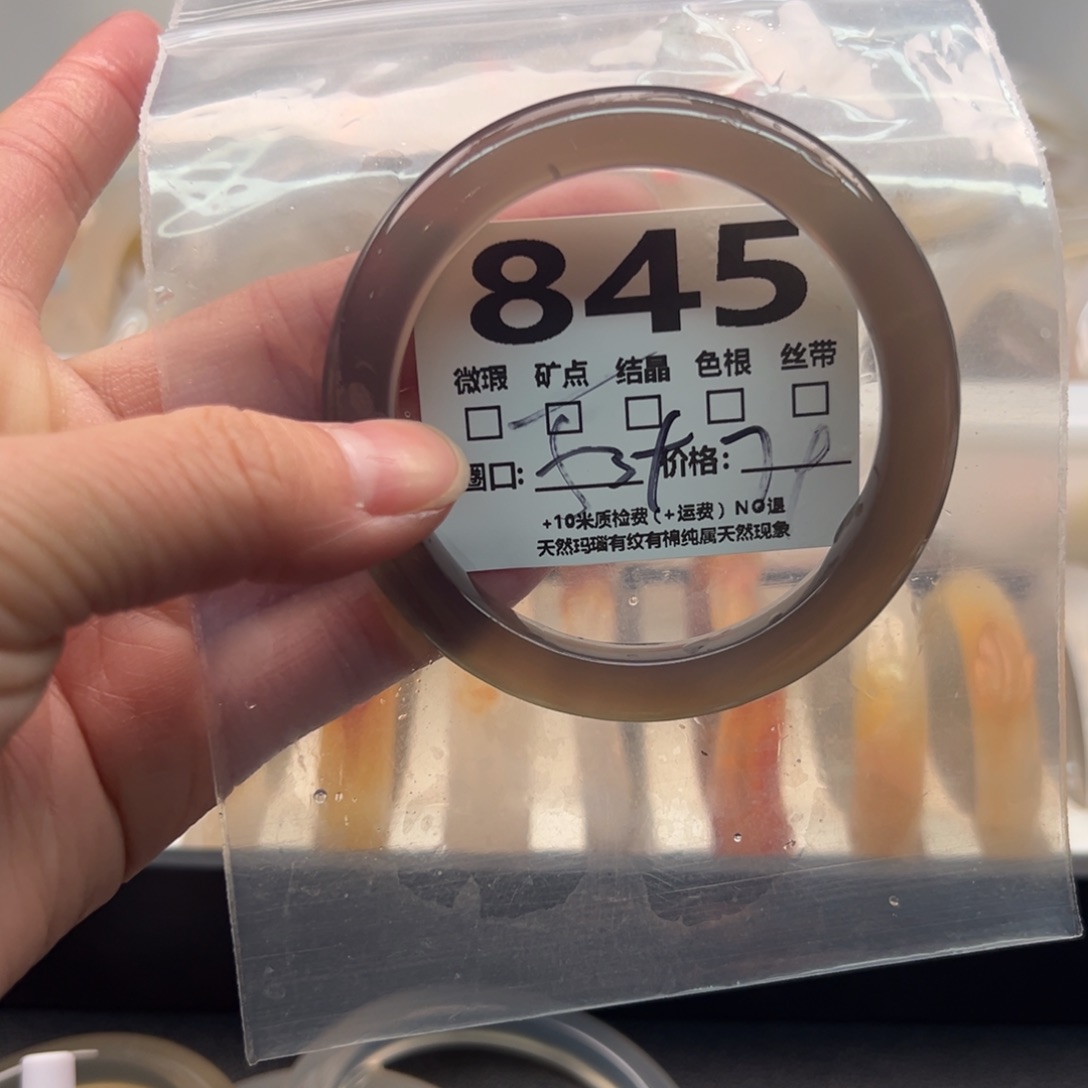 845
微瑕 矿点 结晶 色根 丝带
□ □ □ □ □
圈口: 价格:
+10米质检费(+运费) NO退
天然玛瑙有纹有棉纯属天然现象